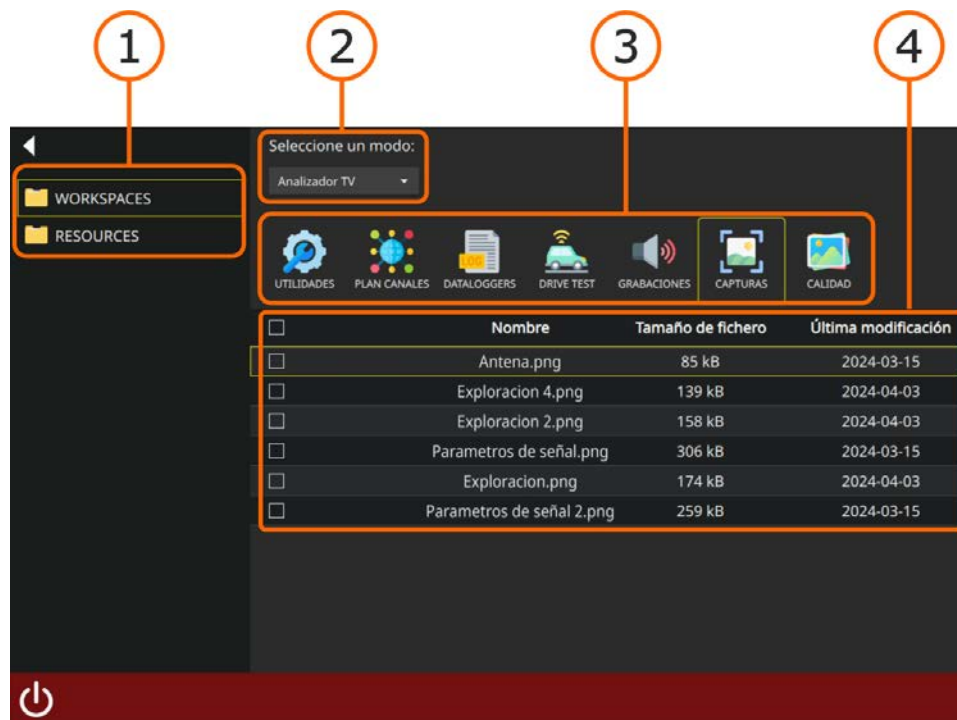 1 2 3 4
Seleccione un modo:
Analizador TV
WORKSPACES
RESOURCES
UTILIDADES PLAN CANALES LOG DATALOGGERS DRIVE TEST GRABACIONES CAPTURAS CALIDAD
Nombre Tamaño de fichero Última modificación
Antena.png 85 kB 2024-03-15
Exploracion 4.png 139 kB 2024-04-03
Exploracion 2.png 158 kB 2024-04-03
Parametros de señal.png 306 kB 2024-03-15
Exploracion.png 174 kB 2024-04-03
Parametros de señal 2.png 259 kB 2024-03-15